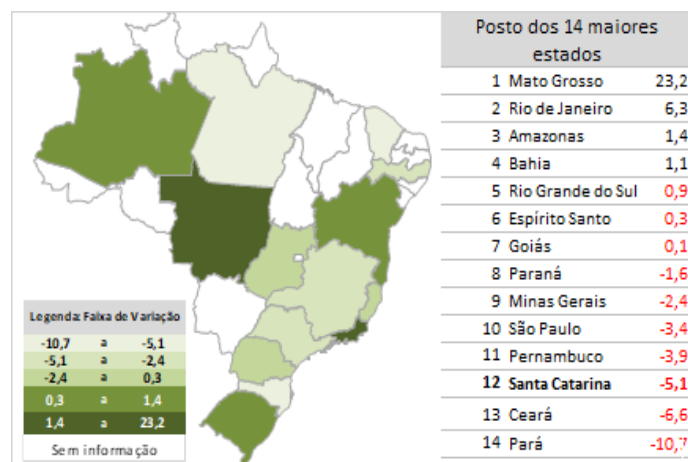 Posto dos 14 maiores
estados
1 Mato Grosso 23,2
2 Rio de Janeiro 6,3
3 Amazonas 1,4
4 Bahia 1,1
5 Rio Grande do Sul 0,9
6 Espírito Santo 0,3
7 Goiás 0,1
8 Paraná -1,6
9 Minas Gerais -2,4
10 São Paulo -3,4
11 Pernambuco -3,9
12 Santa Catarina -5,1
13 Ceará -6,6
14 Pará -10,7
Legenda: Faixa de Variação
-10,7 a -5,1
-5,1 a -2,4
-2,4 a 0,3
0,3 a 1,4
1,4 a 23,2
Sem informação